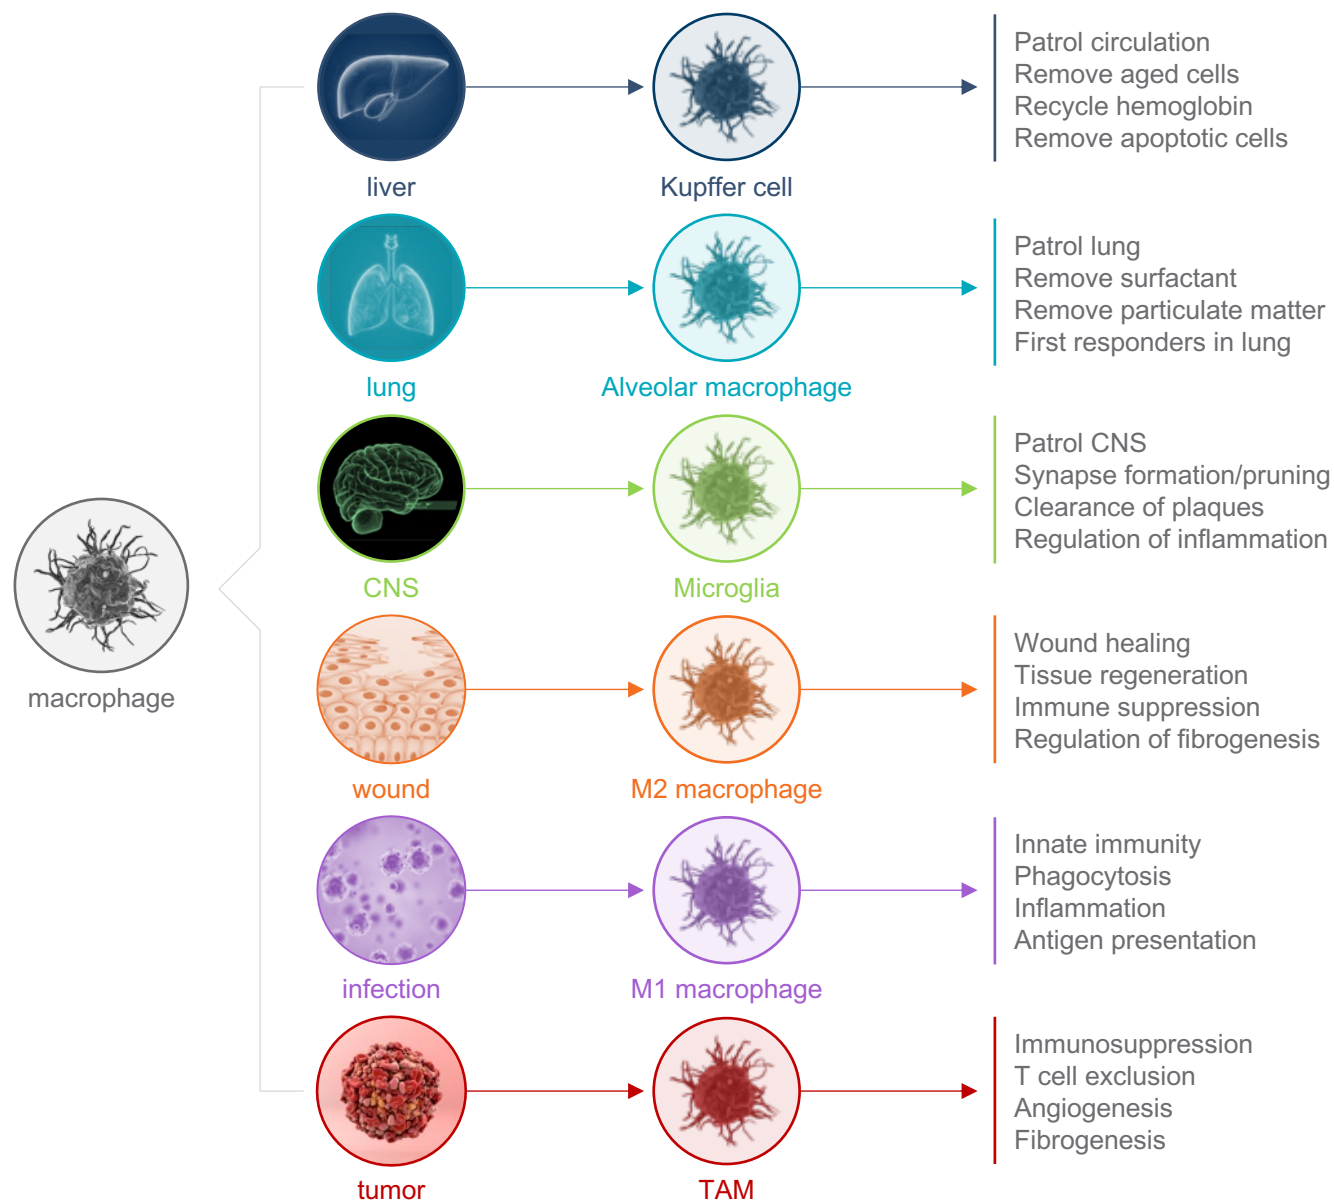 macrophage
liver
Kupffer cell
Patrol circulation
Remove aged cells
Recycle hemoglobin
Remove apoptotic cells
lung
Alveolar macrophage
Patrol lung
Remove surfactant
Remove particulate matter
First responders in lung
CNS
Microglia
Patrol CNS
Synapse formation/pruning
Clearance of plaques
Regulation of inflammation
wound
M2 macrophage
Wound healing
Tissue regeneration
Immune suppression
Regulation of fibrogenesis
infection
M1 macrophage
Innate immunity
Phagocytosis
Inflammation
Antigen presentation
tumor
TAM
Immunosuppression
T cell exclusion
Angiogenesis
Fibrogenesis